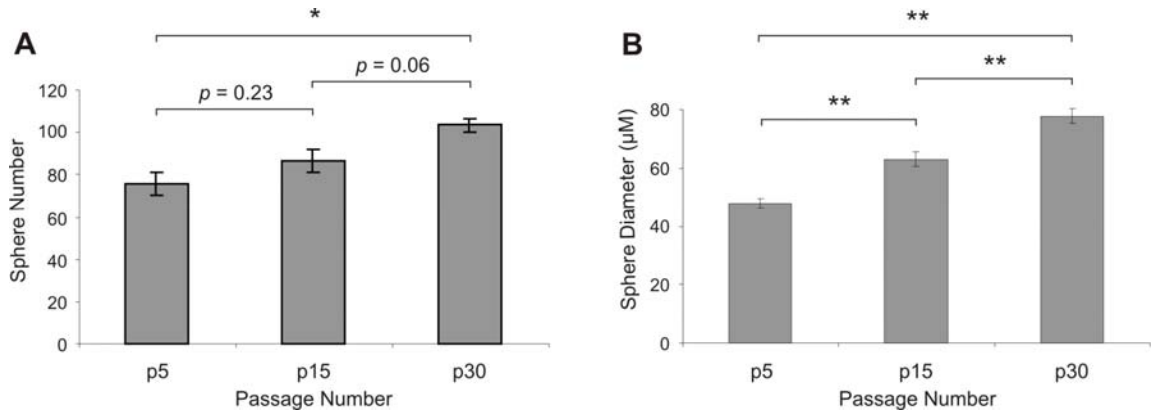 A
*
p = 0.23
p = 0.06
Sphere Number
120
100
80
60
40
20
0
p5
p15
p30
Passage Number
B
**
**
**
Sphere Diameter (µM)
80
60
40
20
0
p5
p15
p30
Passage Number